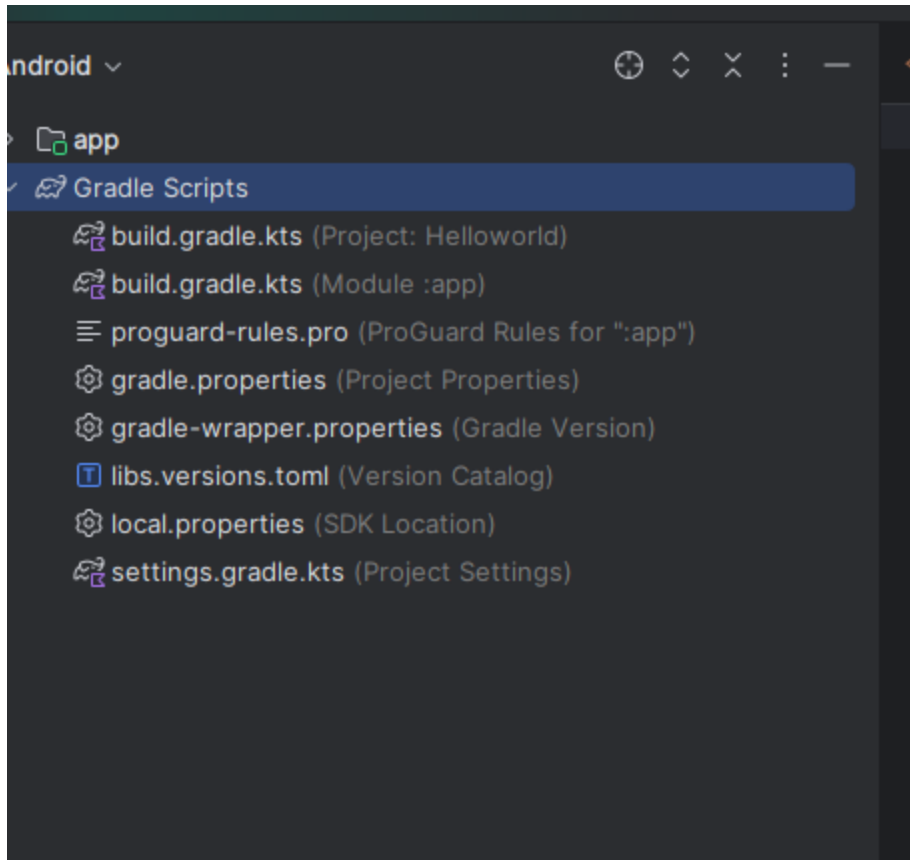 Android
app
Gradle Scripts
build.gradle.kts (Project: Helloworld)
build.gradle.kts (Module :app)
proguard-rules.pro (ProGuard Rules for ":app")
gradle.properties (Project Properties)
gradle-wrapper.properties (Gradle Version)
libs.versions.toml (Version Catalog)
local.properties (SDK Location)
settings.gradle.kts (Project Settings)